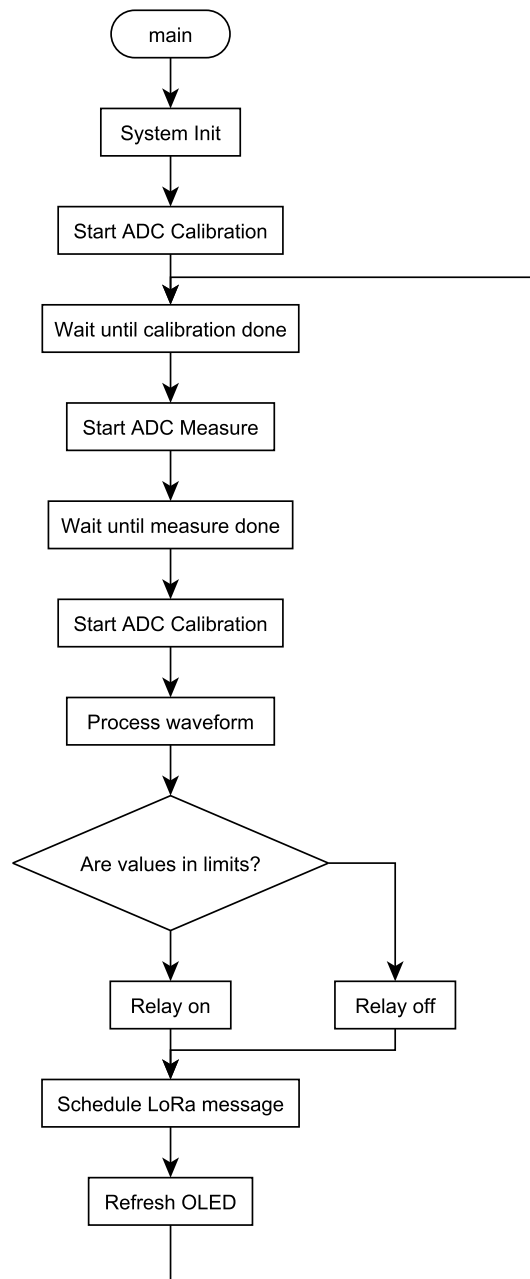 main
System Init
Start ADC Calibration
Wait until calibration done
Start ADC Measure
Wait until measure done
Start ADC Calibration
Process waveform
Are values in limits?
Relay on
Relay off
Schedule LoRa message
Refresh OLED